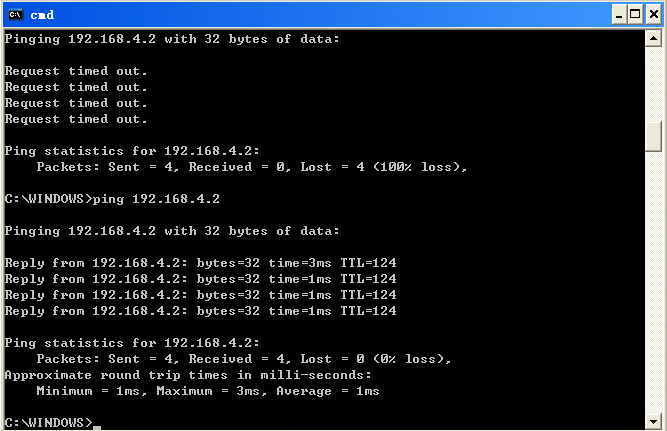 cmd
Pinging 192.168.4.2 with 32 bytes of data:
Request timed out.
Request timed out.
Request timed out.
Request timed out.
Ping statistics for 192.168.4.2:
Packets: Sent = 4, Received = 0, Lost = 4 (100% loss),
C:\WINDOWS>ping 192.168.4.2
Pinging 192.168.4.2 with 32 bytes of data:
Reply from 192.168.4.2: bytes=32 time=3ms TTL=124
Reply from 192.168.4.2: bytes=32 time=1ms TTL=124
Reply from 192.168.4.2: bytes=32 time=1ms TTL=124
Reply from 192.168.4.2: bytes=32 time=1ms TTL=124
Ping statistics for 192.168.4.2:
Packets: Sent = 4, Received = 4, Lost = 0 (0% loss),
Approximate round trip times in milli-seconds:
Minimum = 1ms, Maximum = 3ms, Average = 1ms
C:\WINDOWS>_